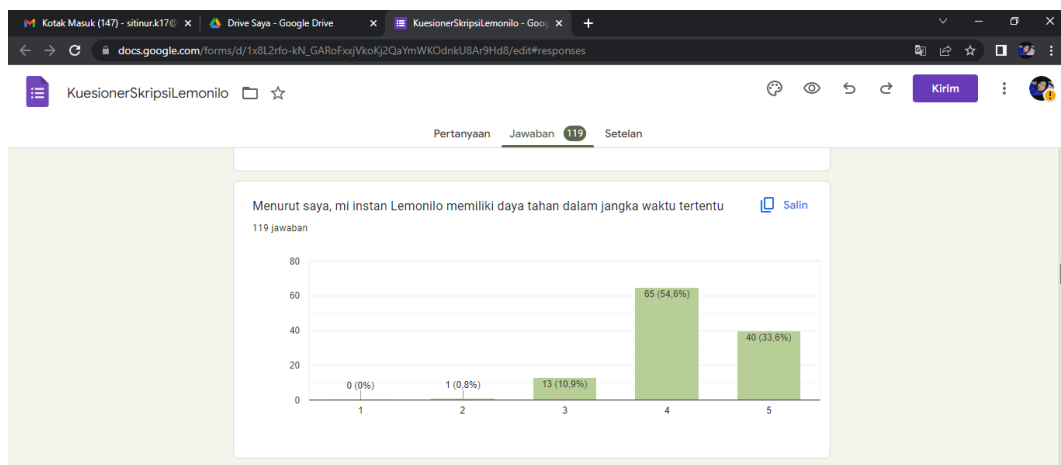 Kotak Masuk (147) - sitinur.k17@
Drive Saya - Google Drive
KuesionerSkripsiLemonilo - Goog
docs.google.com/forms/d/1x8L2rfo-kN_GARoFxxjVkoKj2QaYmWKOdnkU8Ar9Hd8/edit#responses
KuesionerSkripsiLemonilo
Kirim
Pertanyaan Jawaban 119 Setelan
Menurut saya, mi instan Lemonilo memiliki daya tahan dalam jangka waktu tertentu
Salin
119 jawaban
80
60
40
20
0
0 (0%)
1 (0,8%)
13 (10,9%)
65 (54,6%)
40 (33,6%)
1 2 3 4 5